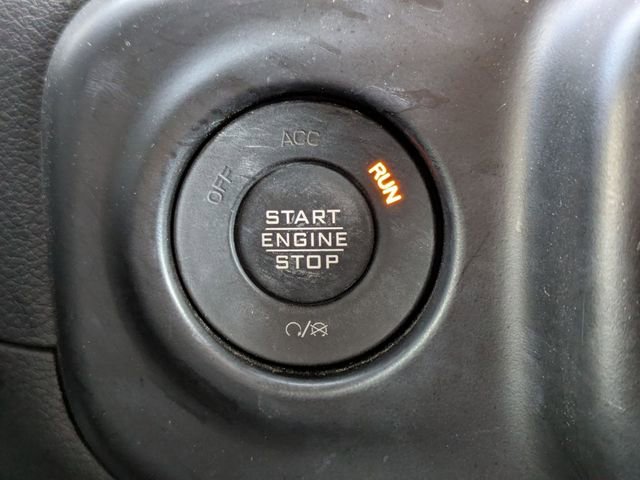 ACC
OFF
RUN
START
ENGINE
STOP